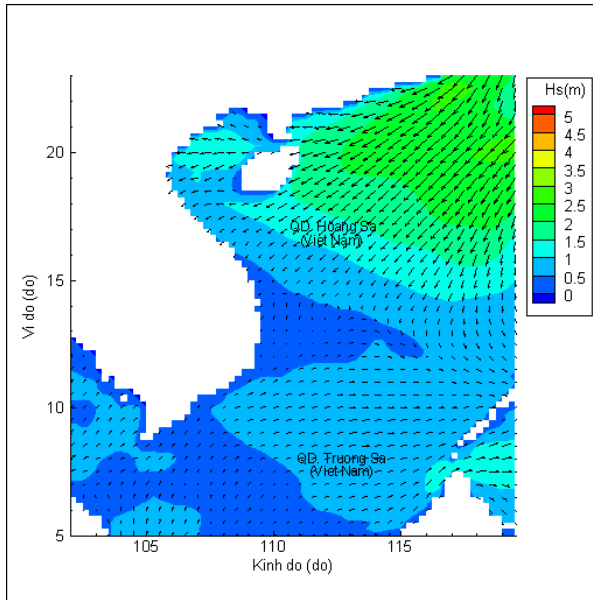 Hs(m)
5
4.5
4
3.5
3
2.5
2
1.5
1
0.5
0
20
15
10
5
Vi do (do)
QD. Hoang Sa
(Viet Nam)
QD. Truong Sa
(Viet Nam)
105
110
115
Kinh do (do)